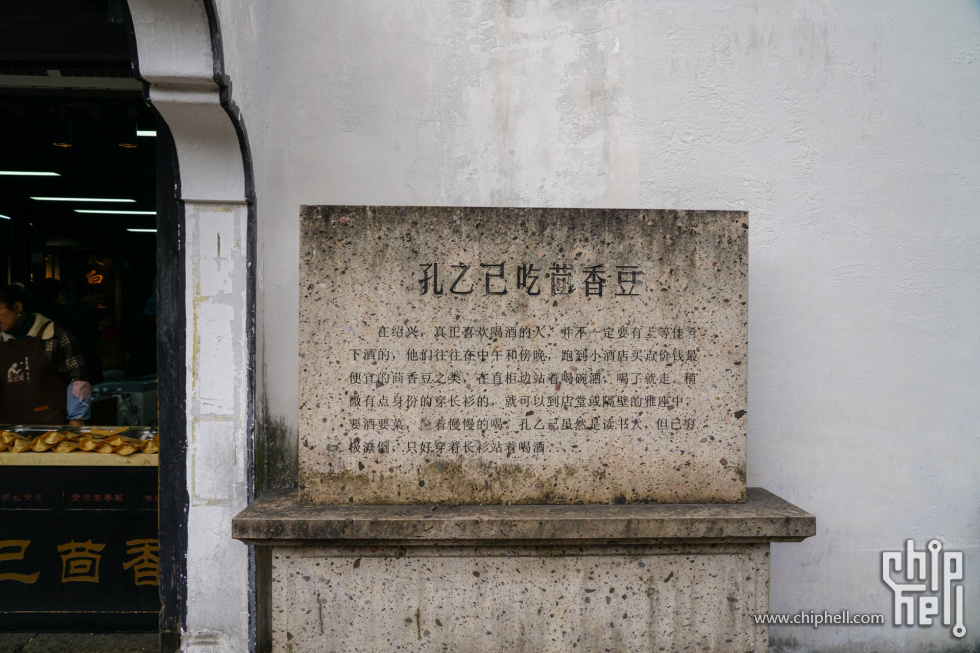 孔乙己吃茴香豆
在绍兴，真正喜欢喝酒的人，并不一定要有上等佳肴
下酒的，他们往往在中午和傍晚，跑到小酒店买点价钱最
便宜的茴香豆之类，在直柜边站着喝碗酒，喝了就走。稍
微有点身份的穿长衫的，就可以到店堂或隔壁的雅座中，
要酒要菜，坐着慢慢的喝。孔乙己虽然是读书人，但已穷
极潦倒，只好穿着长衫站着喝酒……
己茴香
www.chiphell.com
chip
hell